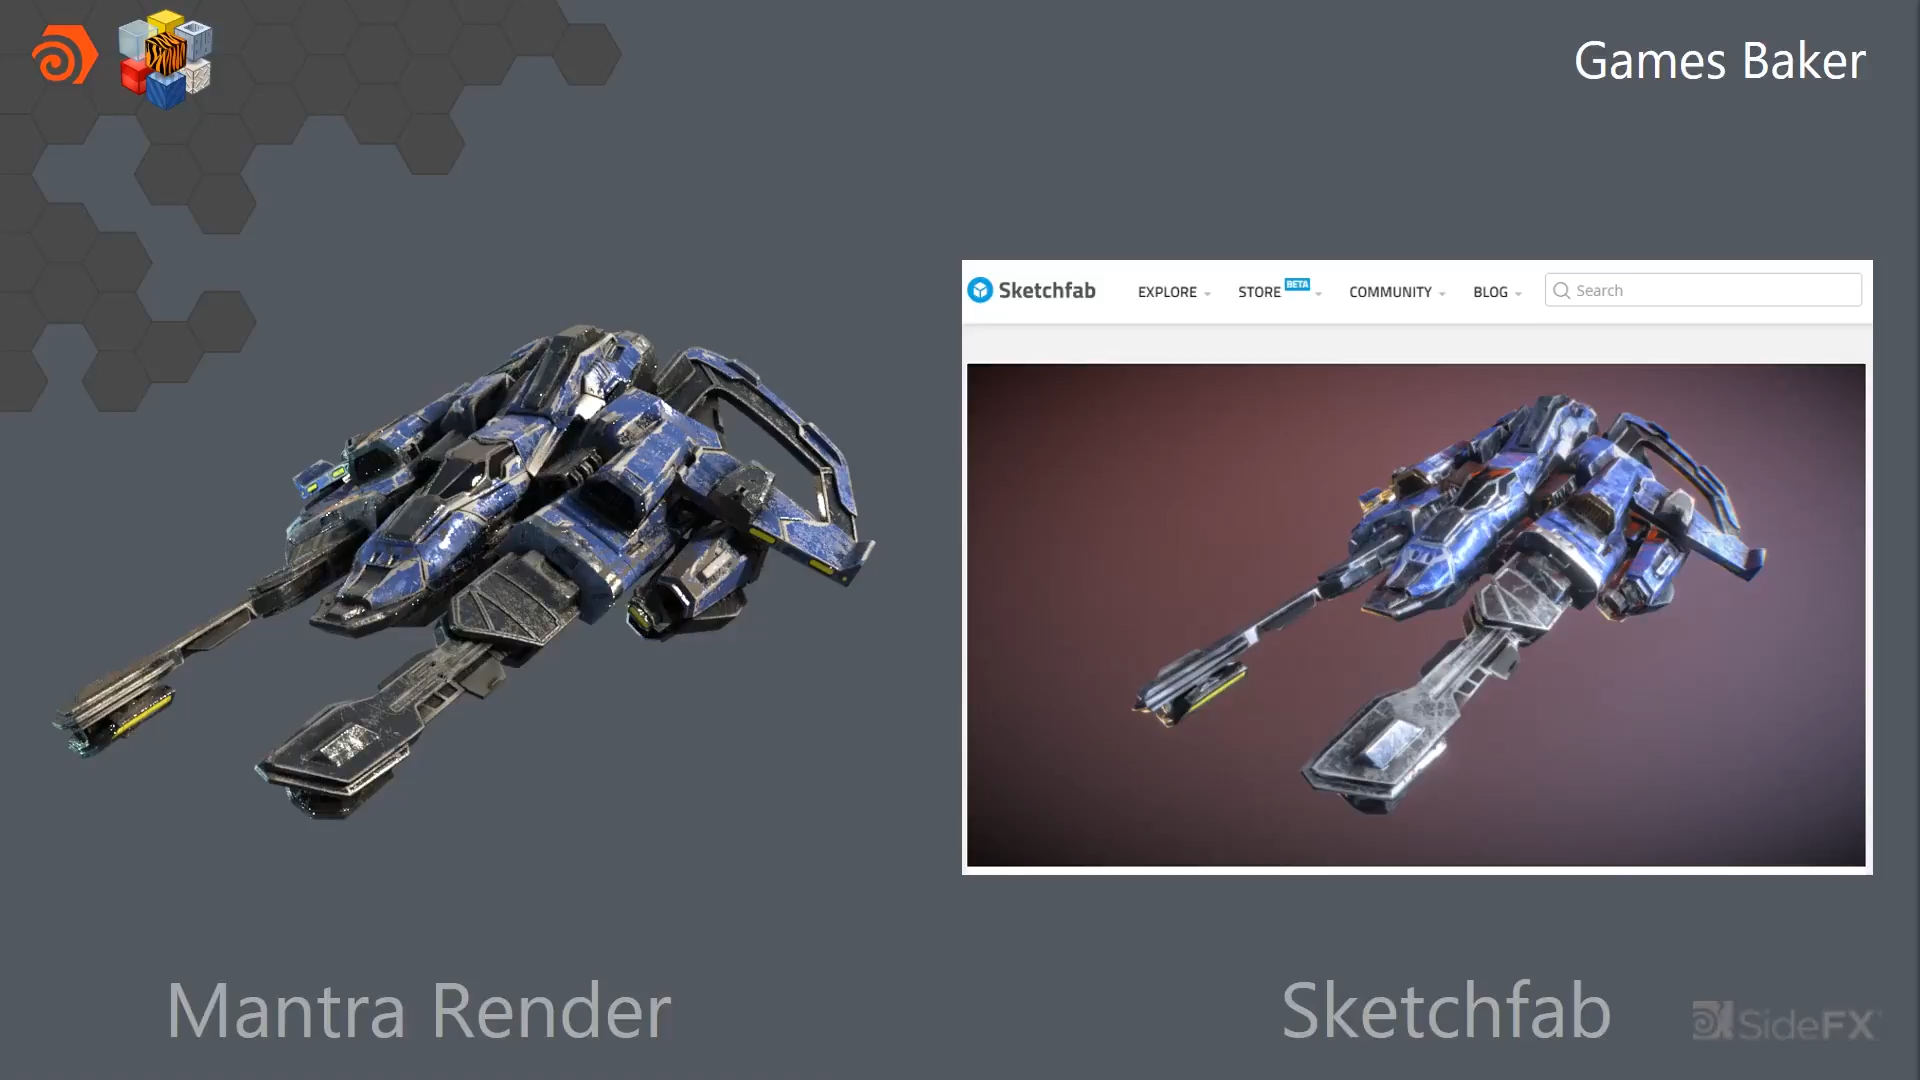 Games Baker
Sketchfab EXPLORE STORE BETA COMMUNITY BLOG Search
Mantra Render
Sketchfab
SideFX